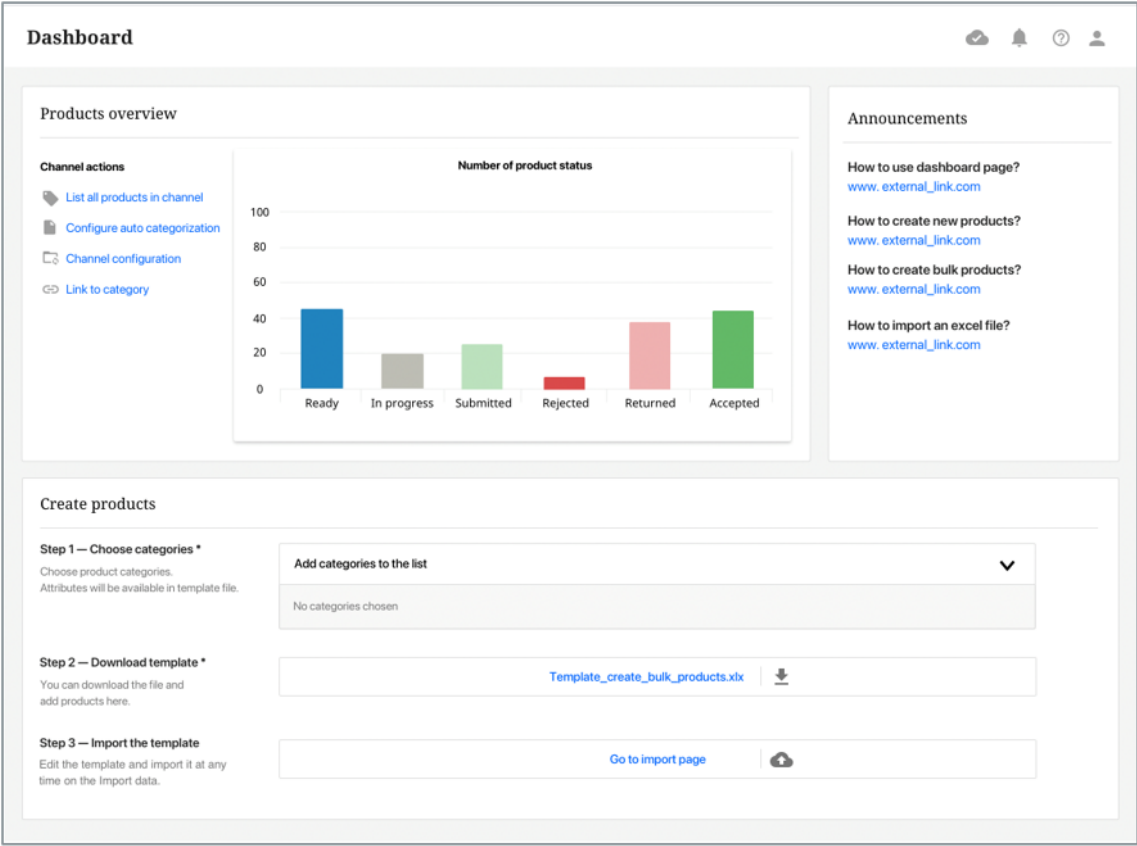 Dashboard
Products overview
Channel actions
List all products in channel
Configure auto categorization
Channel configuration
Link to category
Number of product status
100
80
60
40
20
0
Ready
In progress
Submitted
Rejected
Returned
Accepted
Announcements
How to use dashboard page?
www. external_link.com
How to create new products?
www. external_link.com
How to create bulk products?
www. external_link.com
How to import an excel file?
www. external_link.com
Create products
Step 1 — Choose categories *
Choose product categories.
Attributes will be available in template file.
Add categories to the list
No categories chosen
Step 2 — Download template *
You can download the file and
add products here.
Template_create_bulk_products.xlx
Step 3 — Import the template
Edit the template and import it at any
time on the Import data.
Go to import page